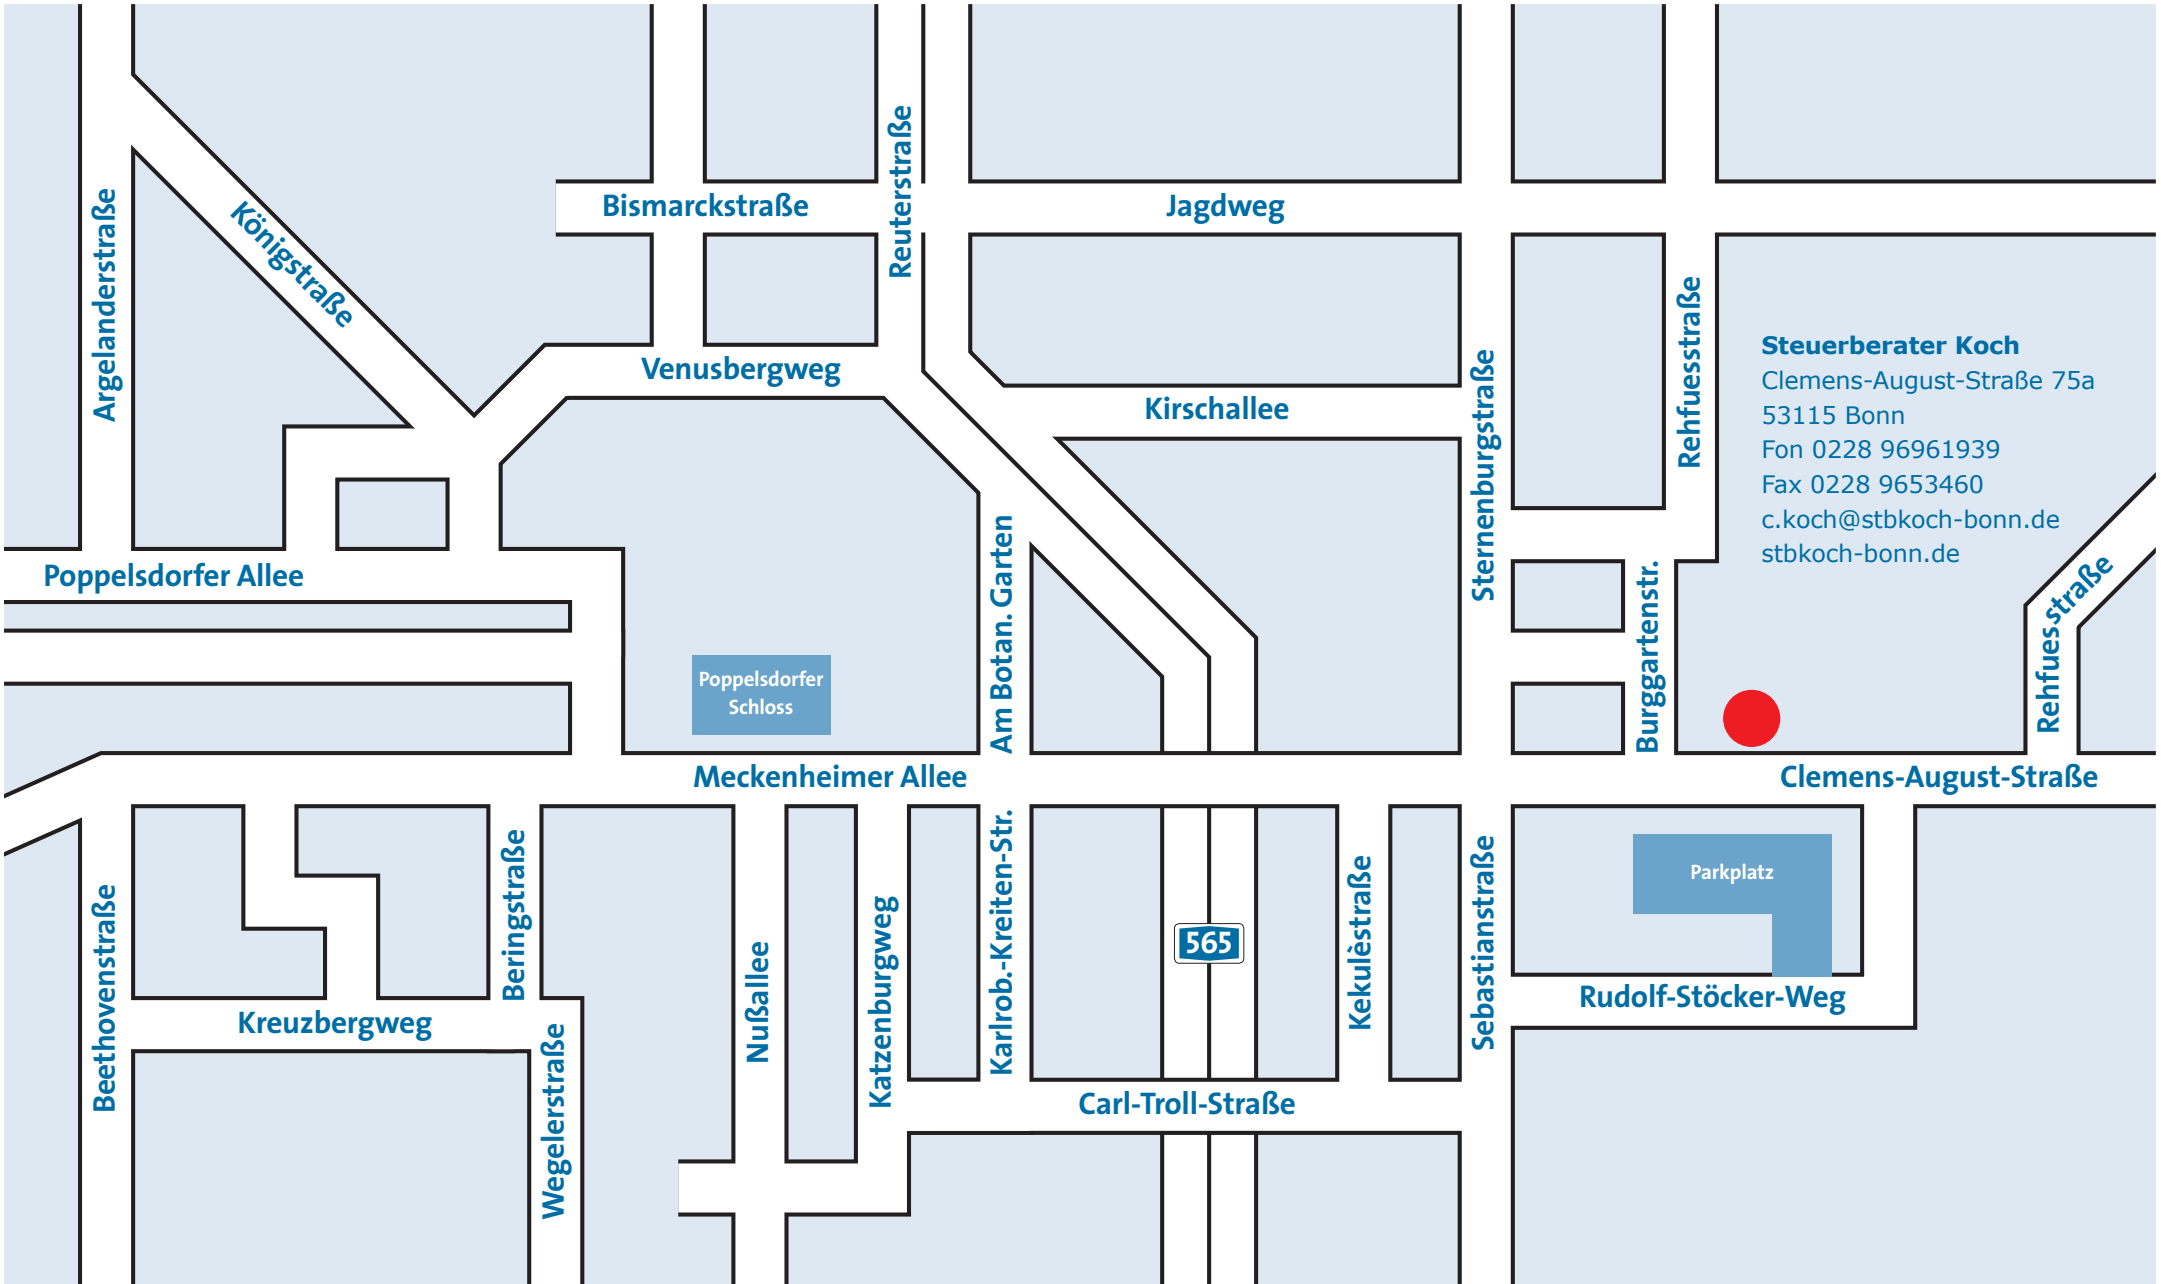 Bismarckstraße
Jagdweg
Reuterstraße
Argelanderstraße
Königstraße
Venusbergweg
Kirschallee
Sternenburgstraße
Rehfuesstraße
Steuerberater Koch
Clemens-August-Straße 75a
53115 Bonn
Fon 0228 96961939
Fax 0228 9653460
c.koch@stbkoch-bonn.de
stbkoch-bonn.de
Poppelsdorfer Allee
Am Botan. Garten
Burggartenstr.
Rehfuesstraße
Poppelsdorfer
Schloss
Meckenheimer Allee
Clemens-August-Straße
Beethovenstraße
Beringstraße
Nußallee
Katzenburgweg
Karlrob.-Kreiten-Str.
565
Kekulèstraße
Sebastianstraße
Parkplatz
Rudolf-Stöcker-Weg
Kreuzbergweg
Wegelerstraße
Carl-Troll-Straße